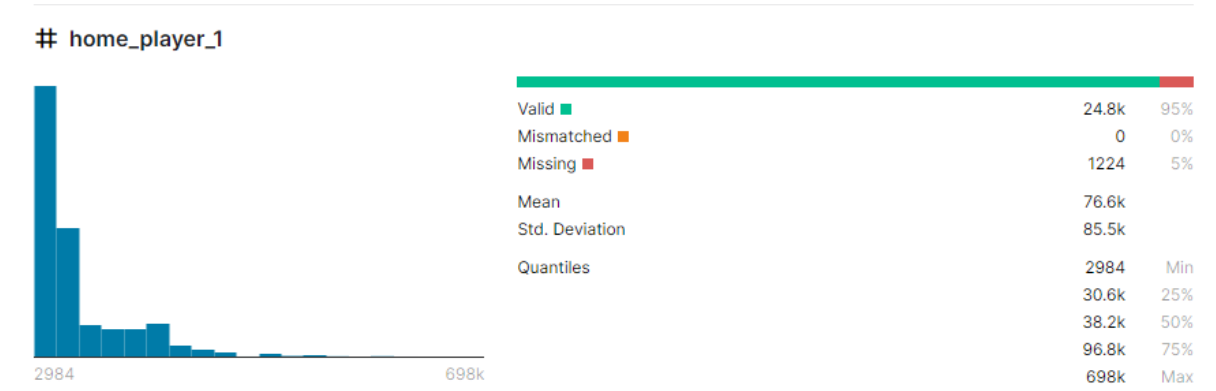 # home_player_1
Valid 24.8k 95%
Mismatched 0 0%
Missing 1224 5%
Mean 76.6k
Std. Deviation 85.5k
Quantiles 2984 Min
30.6k 25%
38.2k 50%
96.8k 75%
698k Max
2984 698k